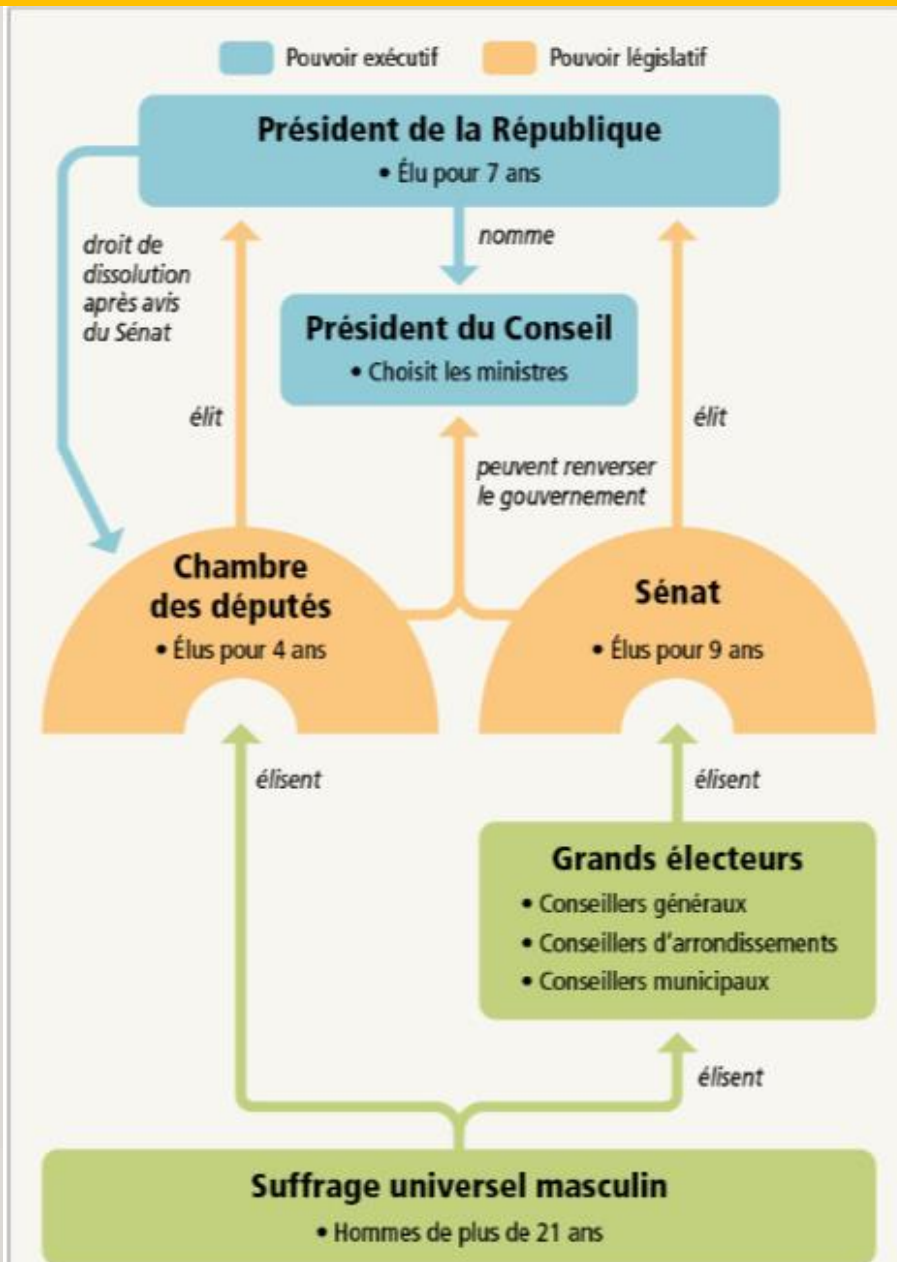 Pouvoir exécutif
Pouvoir législatif
Président de la République
• Élu pour 7 ans
droit de
dissolution
après avis
du Sénat
nomme
Président du Conseil
• Choisit les ministres
élit
élit
peuvent renverser
le gouvernement
Chambre
des députés
• Élus pour 4 ans
Sénat
• Élus pour 9 ans
élisent
élisent
Grands électeurs
• Conseillers généraux
• Conseillers d'arrondissements
• Conseillers municipaux
élisent
Suffrage universel masculin
• Hommes de plus de 21 ans